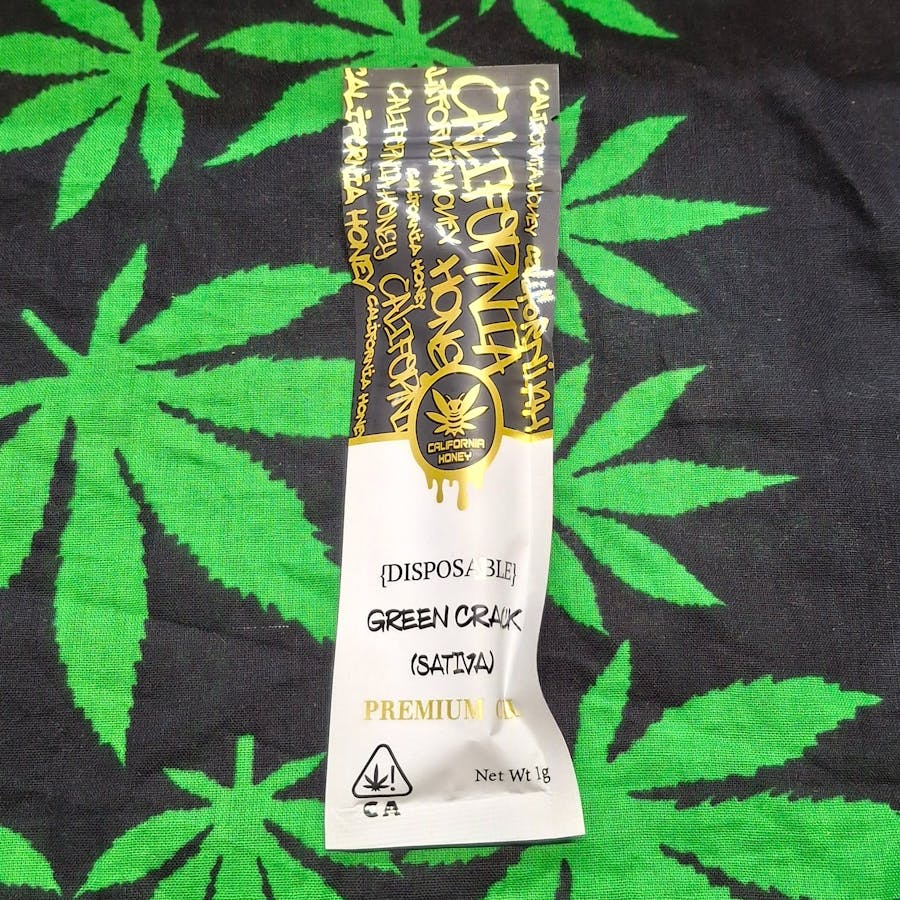 CALIFORNIA HONEY
CALIFORNIA HONEY
CALIFORNIA HONEY
CALIFORNIA HONEY
CALIFORNIA HONEY
CALIFORNIA
HONEY
{DISPOSABLE}
GREEN CRACK
(SATIVA)
PREMIUM
Net Wt 1g
CA